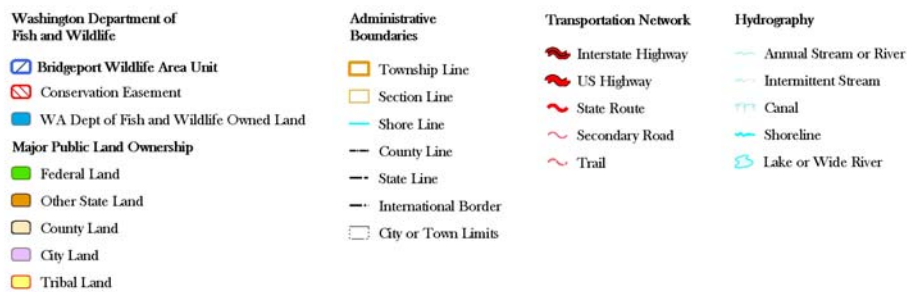 Washington Department of
Fish and Wildlife
Bridgeport Wildlife Area Unit
Conservation Easement
WA Dept of Fish and Wildlife Owned Land
Major Public Land Ownership
Federal Land
Other State Land
County Land
City Land
Tribal Land
Administrative
Boundaries
Township Line
Section Line
Shore Line
County Line
State Line
International Border
City or Town Limits
Transportation Network
Interstate Highway
US Highway
State Route
Secondary Road
Trail
Hydrography
Annual Stream or River
Intermittent Stream
Canal
Shoreline
Lake or Wide River